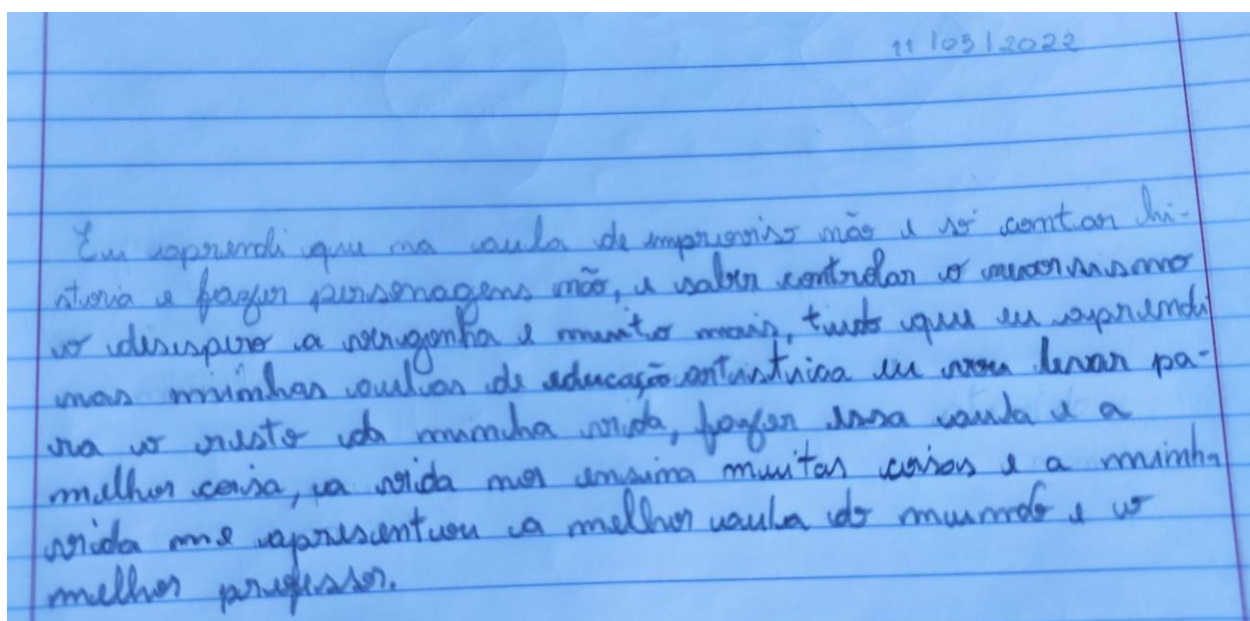 11/03/2022
Eu aprendi que na aula de improviso não e só contar hi-
storia e fazer personagens não, e saber controlar o nervosismo
o desespero a vergonha e muito mais, tudo que eu aprendi
nas minhas aulas de educação artistica eu vou levar pa-
ra o resto da minha vida, fazer essa aula e a
melhor coisa, a vida nos ensina muitas coisas e a minha
vida me apresentou a melhor aula do mundo e o
melhor professor.